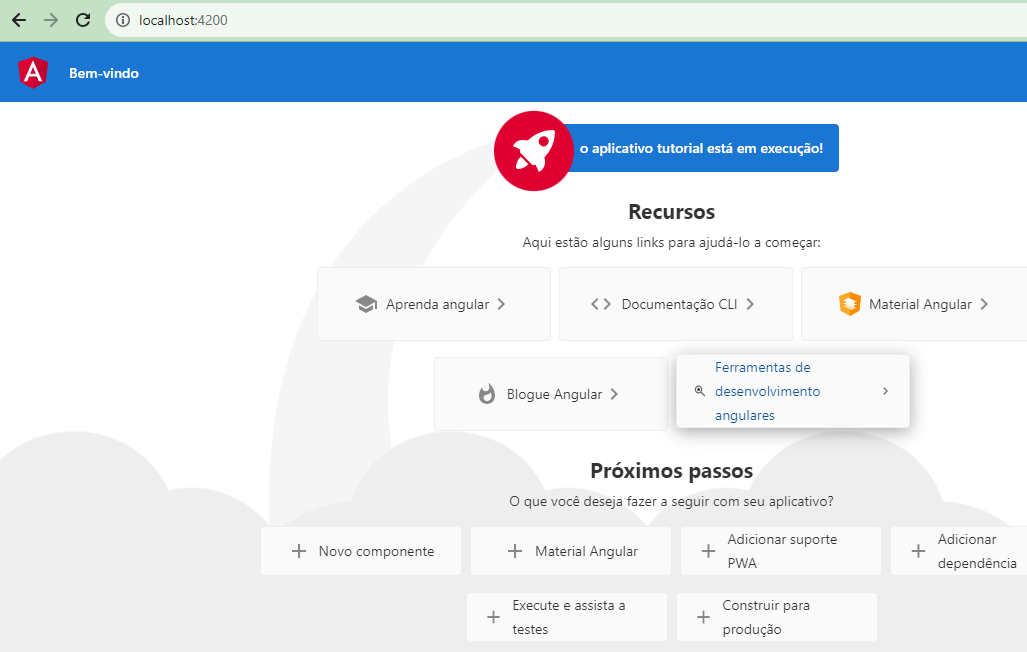 localhost:4200
Bem-vindo
o aplicativo tutorial está em execução!
Recursos
Aqui estão alguns links para ajudá-lo a começar:
Aprenda angular
Documentação CLI
Material Angular
Blogue Angular
Ferramentas de
desenvolvimento
angulares
Próximos passos
O que você deseja fazer a seguir com seu aplicativo?
Novo componente
Material Angular
Adicionar suporte
PWA
Adicionar
dependência
Execute e assista a
testes
Construir para
produção